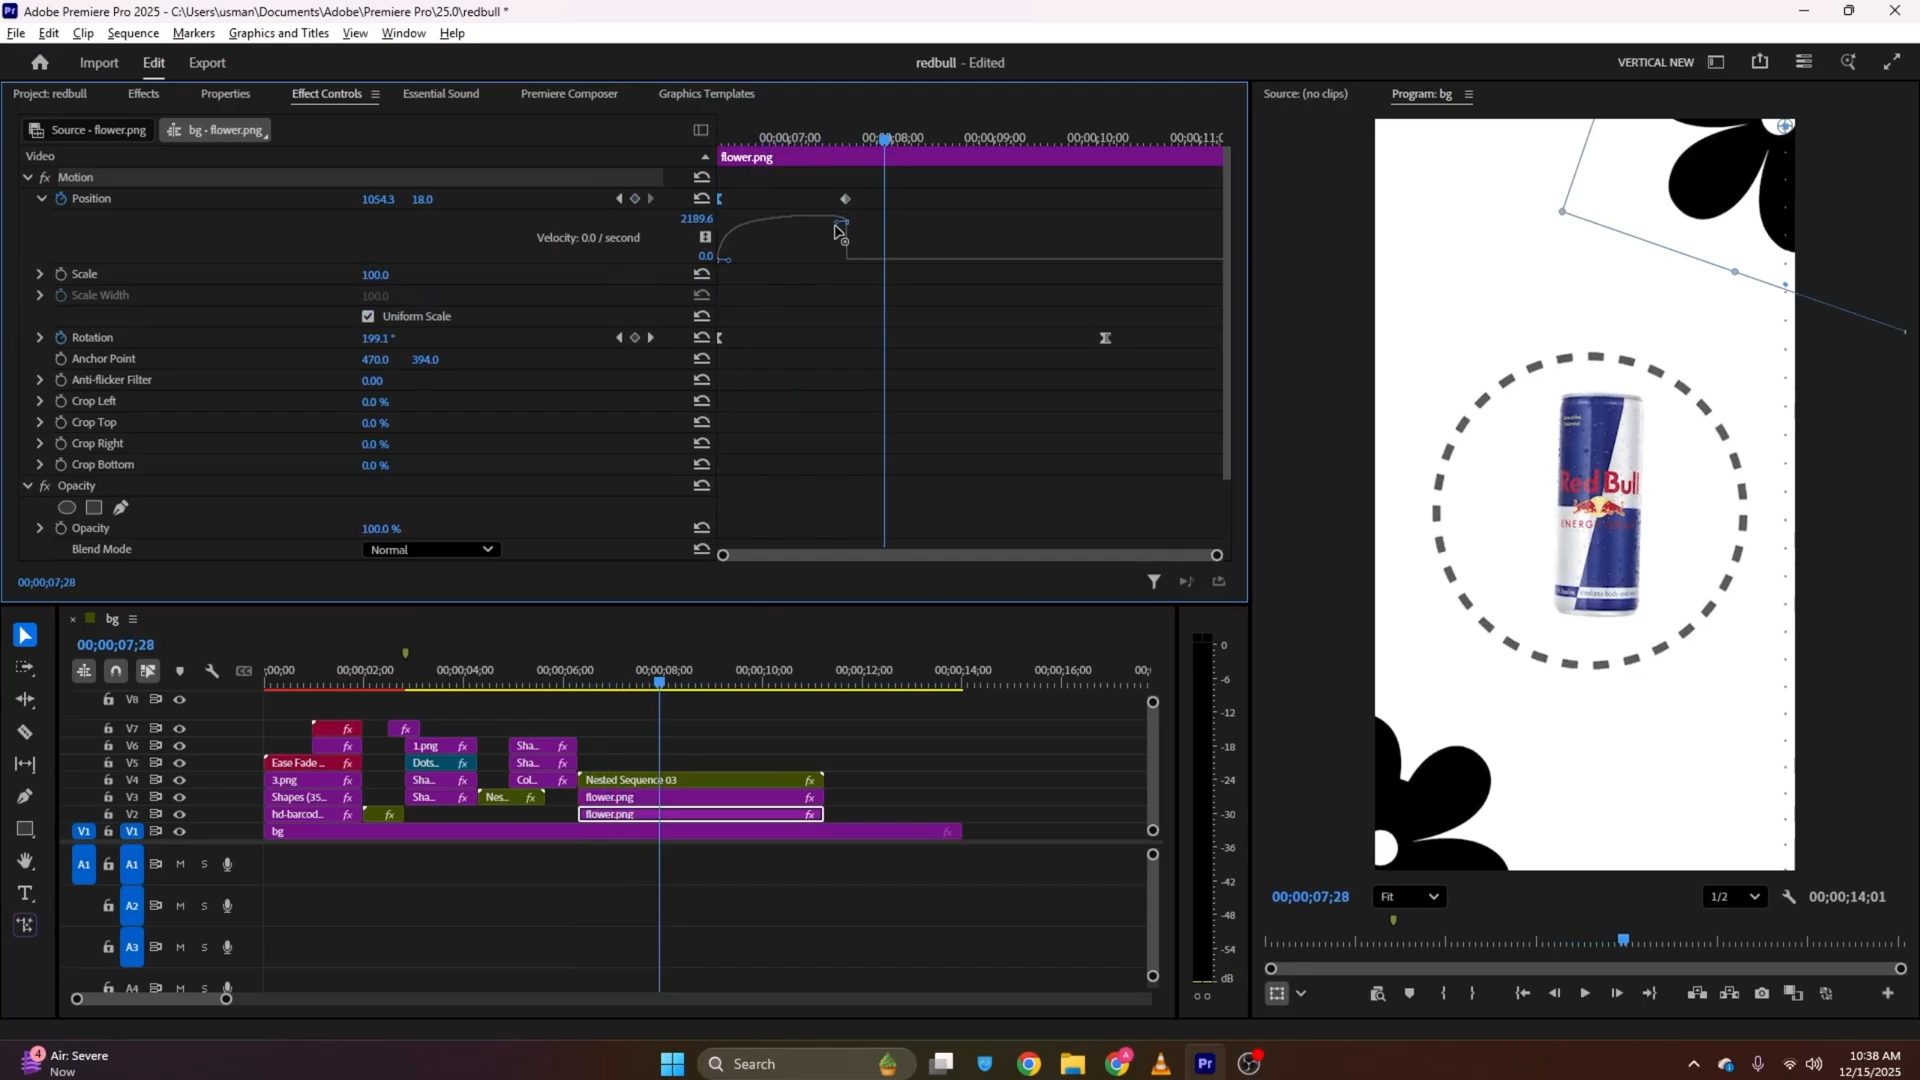 Adobe Premiere Pro 2025 - C:\Users\usman\Documents\Adobe\Premiere Pro\25.0\redbull *
File Edit Clip Sequence Markers Graphics and Titles View Window Help
Import Edit Export
redbull - Edited
VERTICAL NEW
Project: redbull Effects Properties Effect Controls Essential Sound Premiere Composer Graphics Templates
Source: (no clips) Program: bg
Source - flower.png bg - flower.png
00;00;07;00 00;00;08;00 00;00;09;00 00;00;10;00 00;00;11;0
Video
flower.png
fx Motion
Position 1054.3 18.0
2189.6
Velocity: 0.0 / second
0.0
Scale 100.0
Scale Width 100.0
Uniform Scale
Rotation 199.1 °
Anchor Point 470.0 394.0
Anti-flicker Filter 0.00
Crop Left 0.0 %
Crop Top 0.0 %
Crop Right 0.0 %
Crop Bottom 0.0 %
fx Opacity
Opacity 100.0 %
Blend Mode Normal
00;00;07;28
Red Bull
ENERGY DRINK
bg
00;00;07;28
CC
;00;00 00;00;02;00 00;00;04;00 00;00;06;00 00;00;08;00 00;00;10;00 00;00;12;00 00;00;14;00 00;00;16;00 00;
V8
V7 fx fx
V6 fx 1.png fx Sha... fx
V5 Ease Fade ... fx Dots... fx Sha... fx
V4 3.png fx Sha... fx Col... fx Nested Sequence 03 fx
V3 Shapes (35... fx Sha... fx Nes... fx flower.png fx
V2 hd-barcod... fx fx flower.png fx
V1 V1 bg fx
A1 A1 M S
A2 M S
A3 M S
A4 M S
0
-6
-12
-18
-24
-30
-36
-42
-48
-54
dB
00;00;07;28 Fit 1/2 00;00;14;01
4
Air: Severe
Now
Search
A
Pr
10:38 AM
12/15/2025